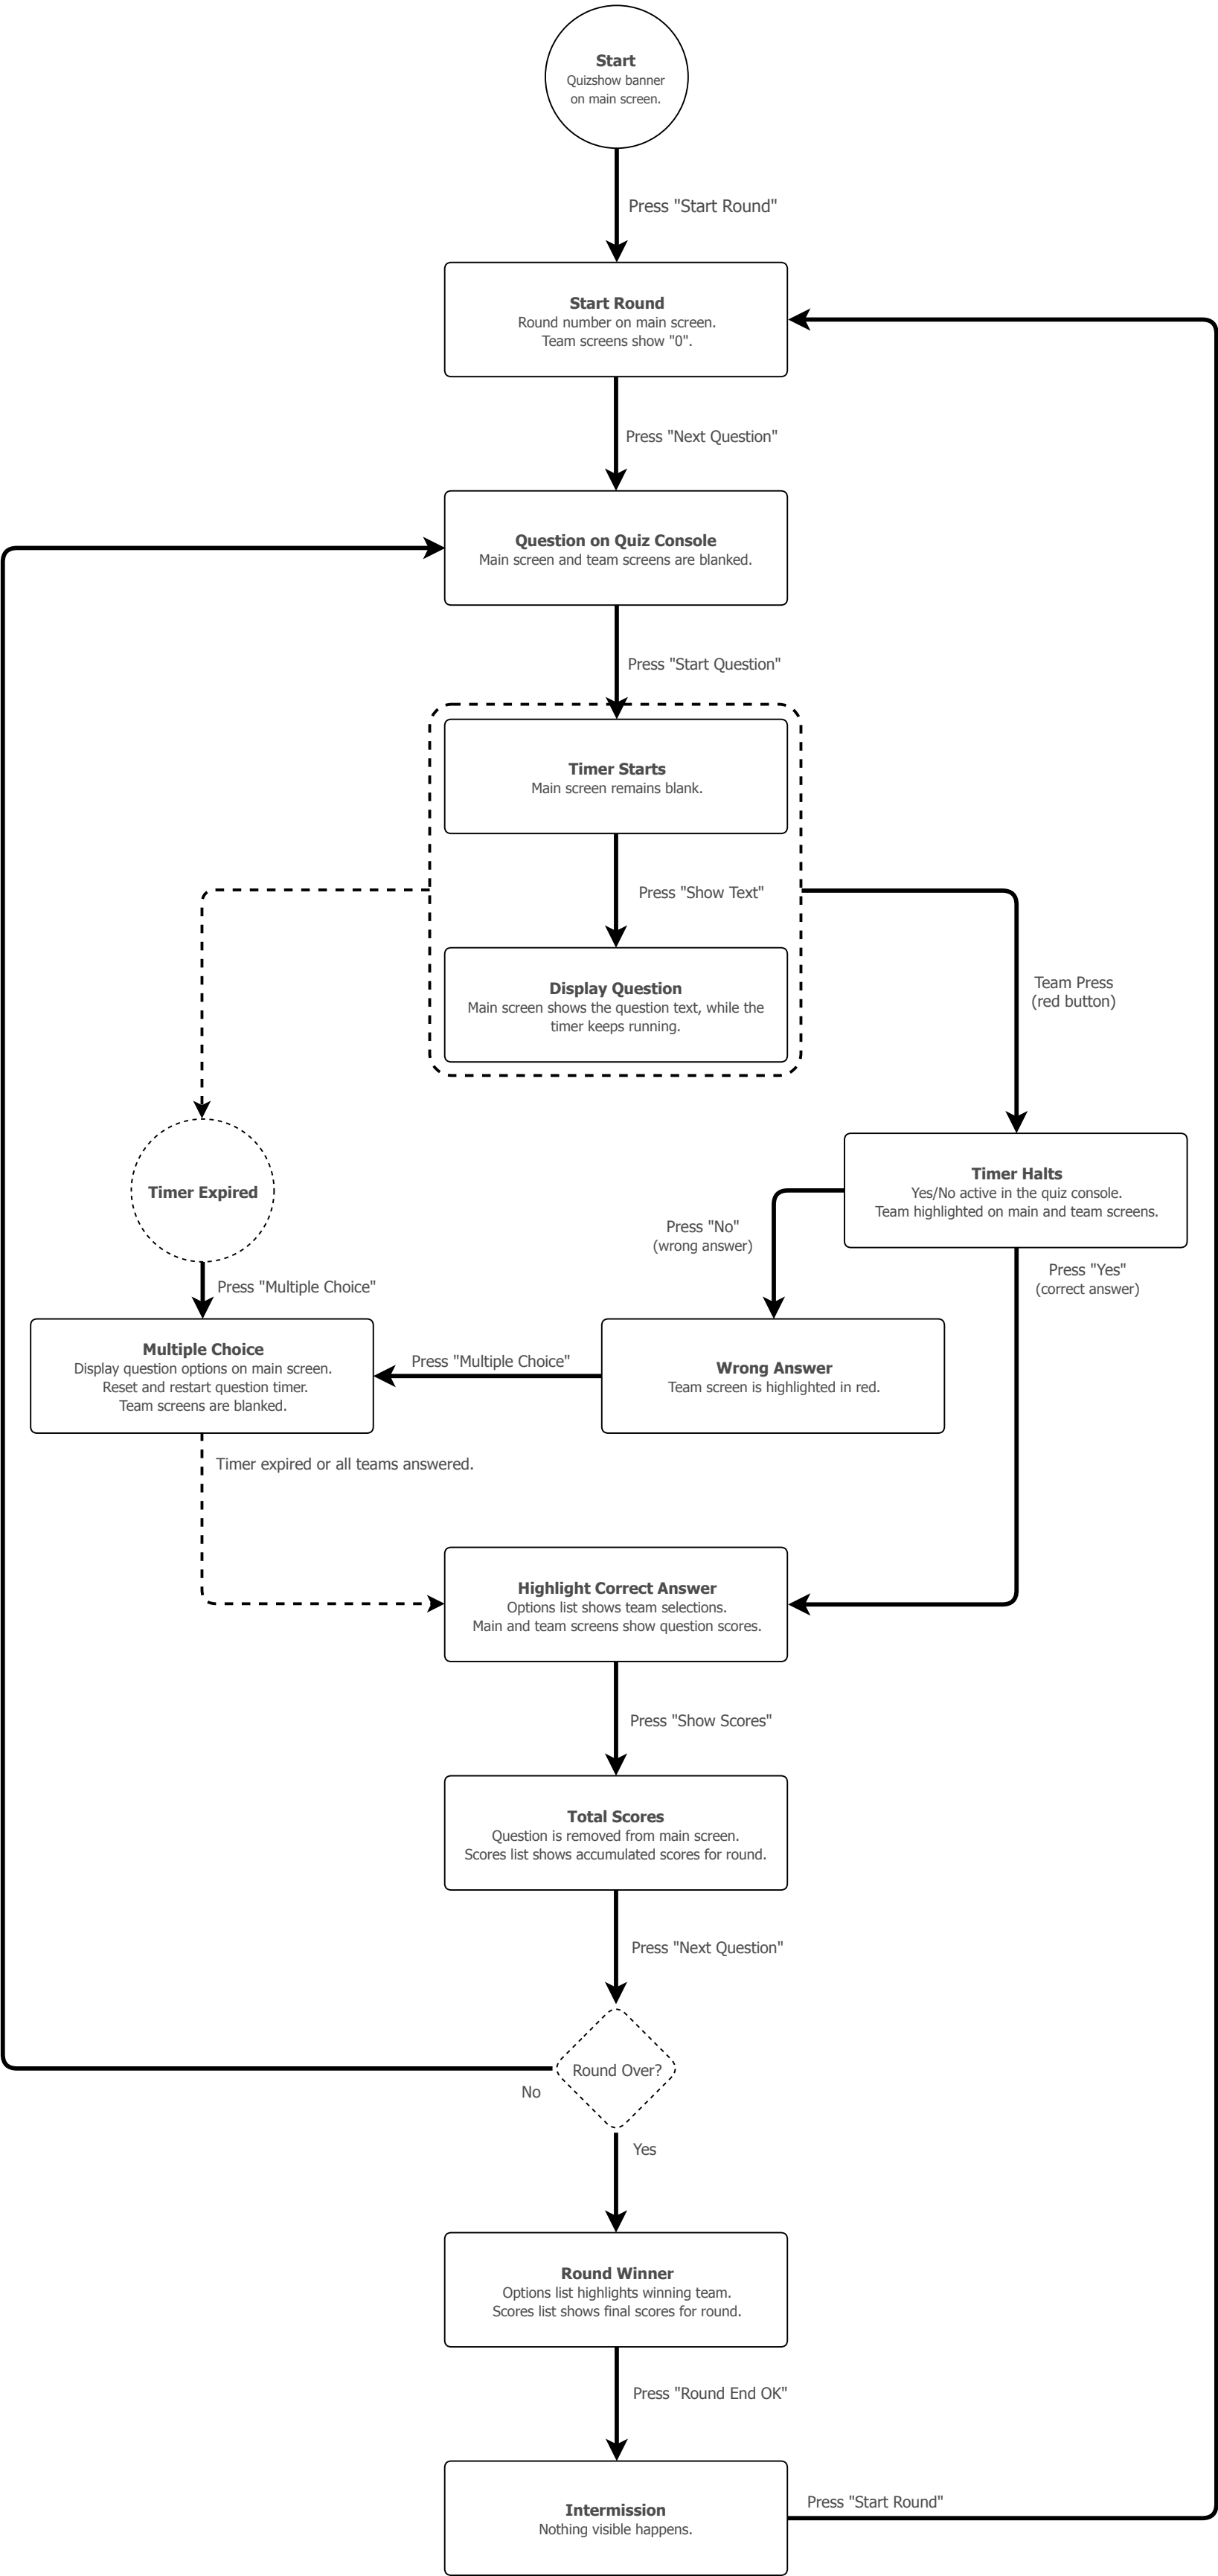 Start
Quizshow banner
on main screen.
Press "Start Round"
Start Round
Round number on main screen.
Team screens show "0".
Press "Next Question"
Question on Quiz Console
Main screen and team screens are blanked.
Press "Start Question"
Timer Starts
Main screen remains blank.
Press "Show Text"
Display Question
Main screen shows the question text, while the
timer keeps running.
Team Press
(red button)
Timer Expired
Timer Halts
Yes/No active in the quiz console.
Team highlighted on main and team screens.
Press "No"
(wrong answer)
Press "Yes"
(correct answer)
Press "Multiple Choice"
Multiple Choice
Display question options on main screen.
Reset and restart question timer.
Team screens are blanked.
Press "Multiple Choice"
Wrong Answer
Team screen is highlighted in red.
Timer expired or all teams answered.
Highlight Correct Answer
Options list shows team selections.
Main and team screens show question scores.
Press "Show Scores"
Total Scores
Question is removed from main screen.
Scores list shows accumulated scores for round.
Press "Next Question"
Round Over?
No
Yes
Round Winner
Options list highlights winning team.
Scores list shows final scores for round.
Press "Round End OK"
Intermission
Nothing visible happens.
Press "Start Round"